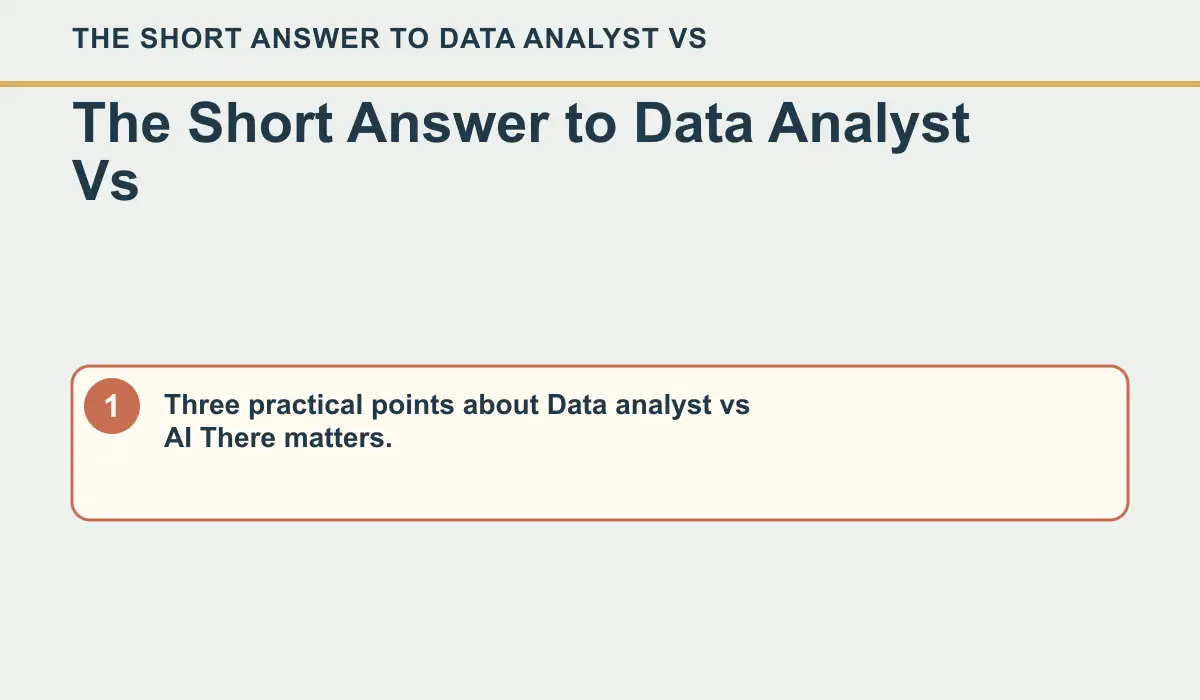 THE SHORT ANSWER TO DATA ANALYST VS
The Short Answer to Data Analyst
Vs
1
Three practical points about Data analyst vs
AI There matters.